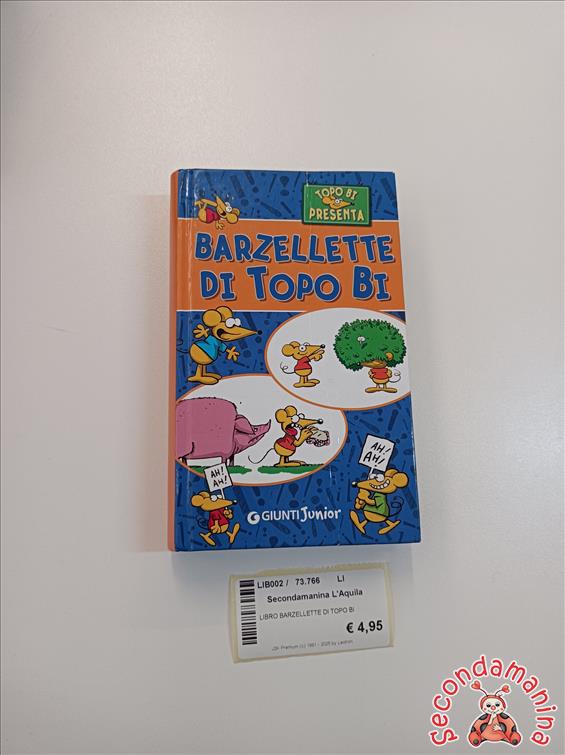 TOPO BI
PRESENTA
BARZELLETTE
DI TOPO BI
AH!
AH!
AH!
AH!
GIUNTI Junior
LIB002 / 73.766 LI
Secondamanina L'Aquila
LIBRO BARZELLETTE DI TOPO BI
€ 4,95
Secondamanina